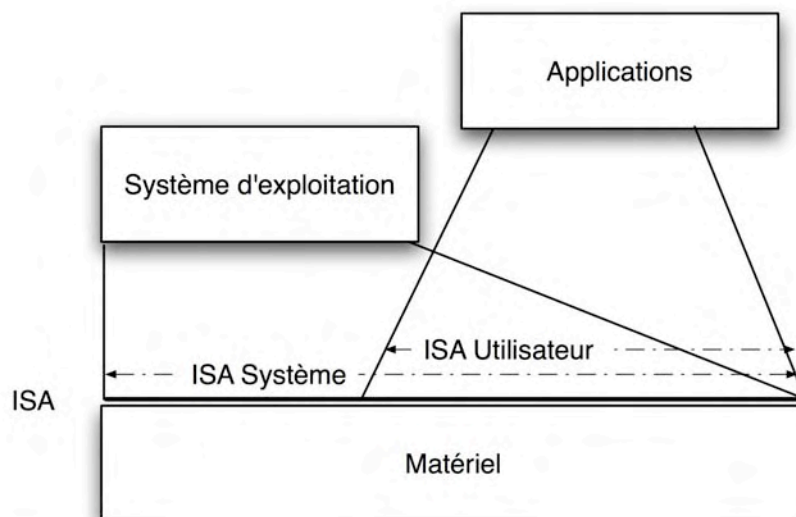 Applications
Système d'exploitation
ISA Utilisateur
ISA Système
ISA
Matériel